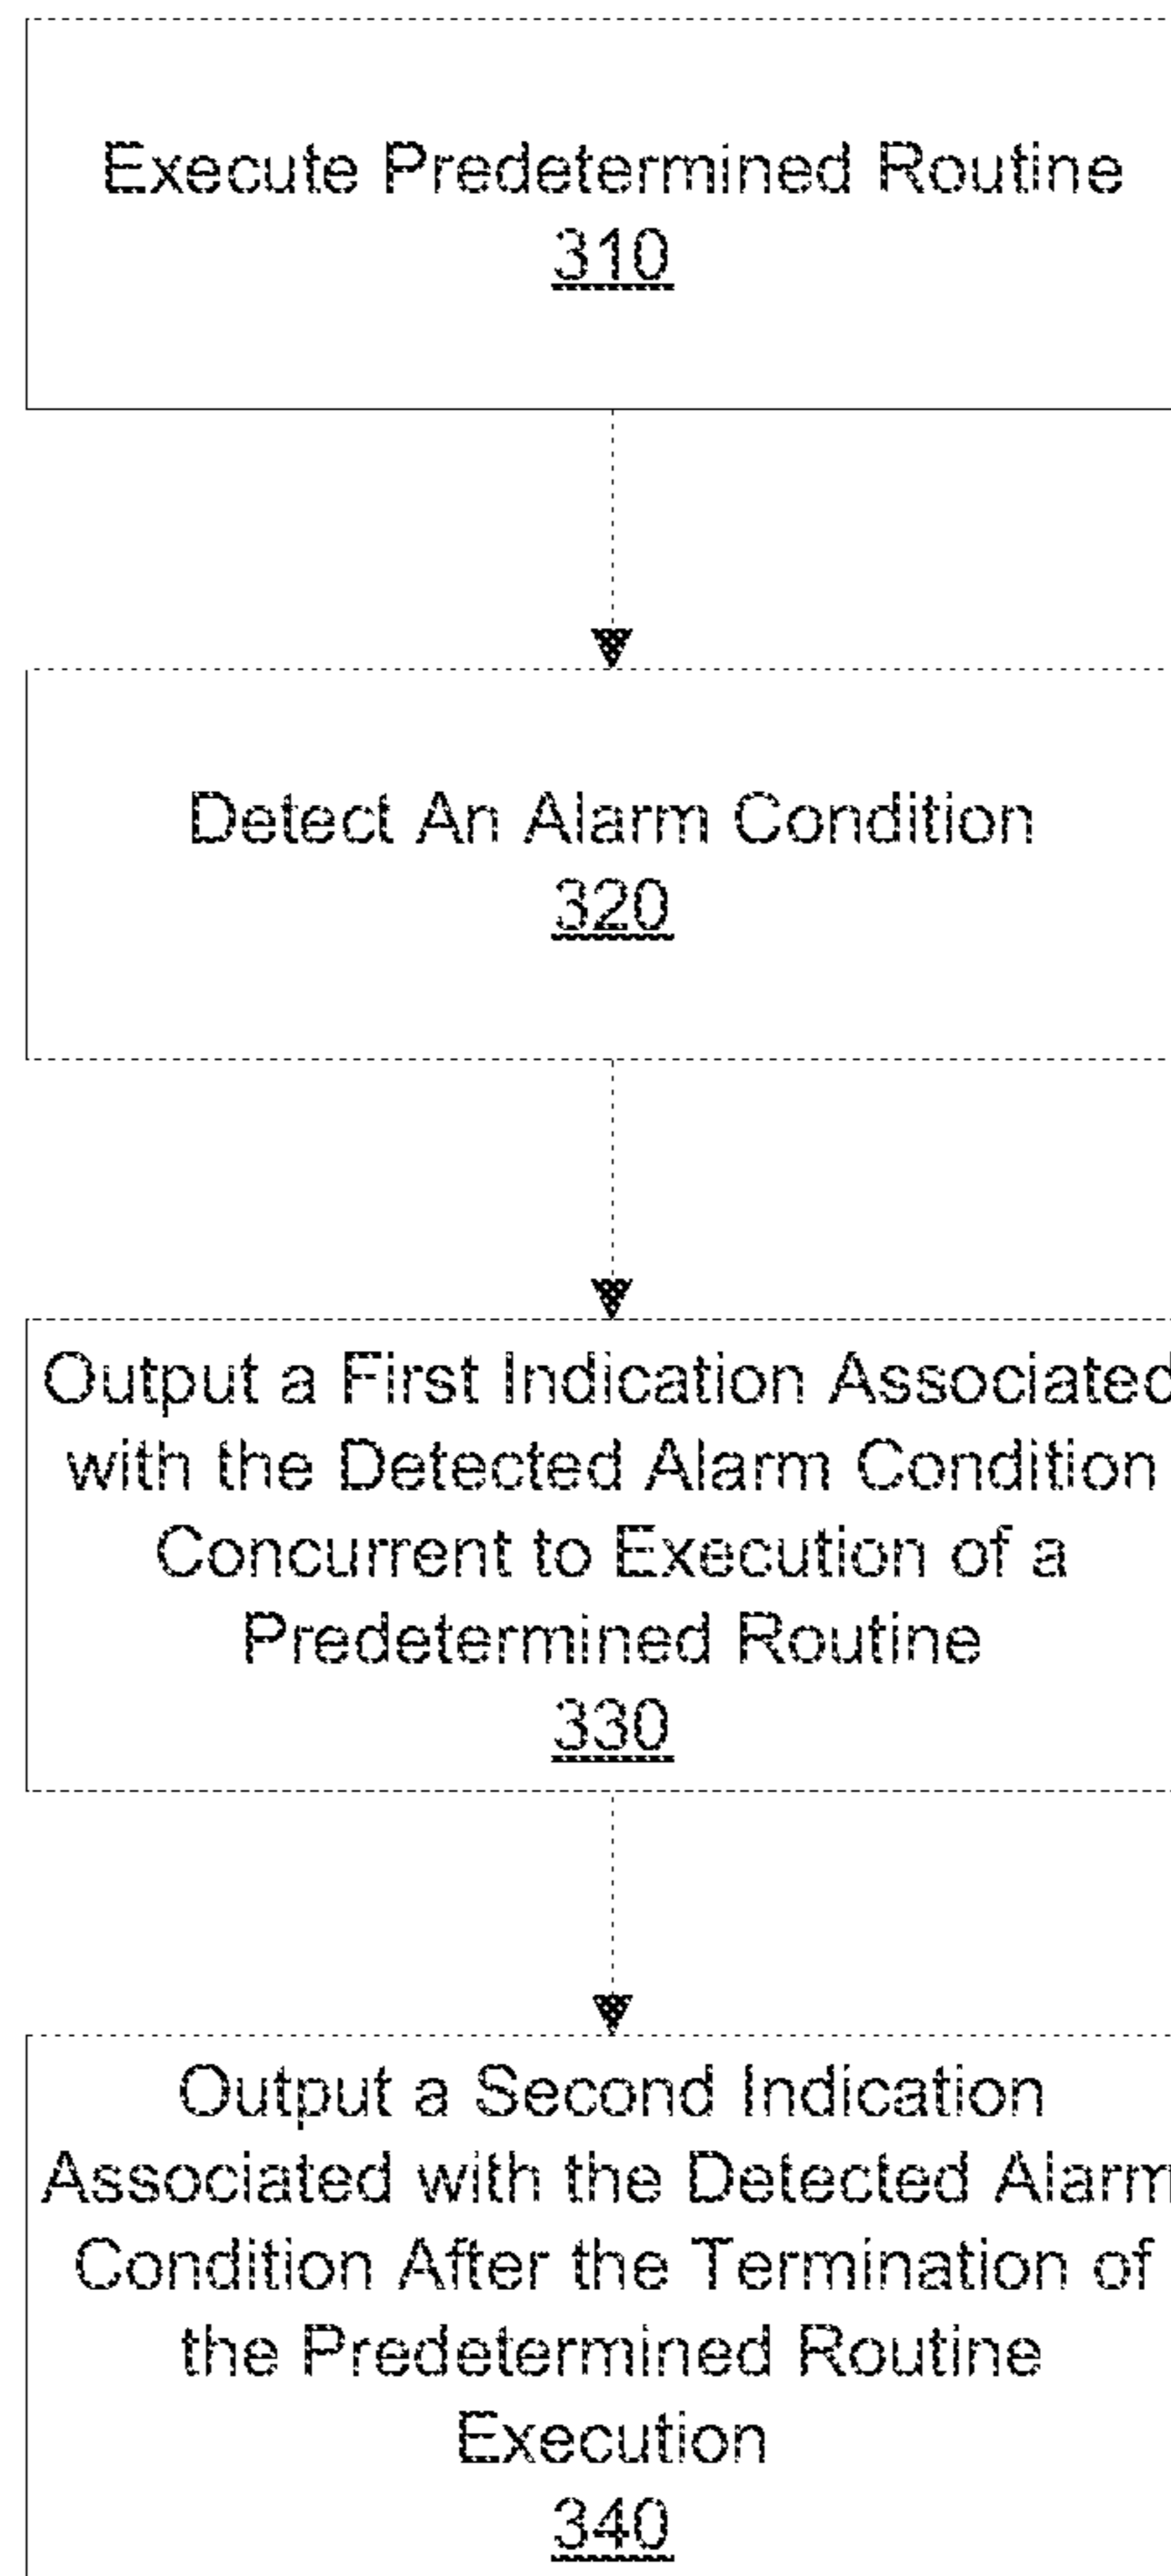 Execute Predetermined Routine
310
Detect An Alarm Condition
320
Output a First Indication Associated
with the Detected Alarm Condition
Concurrent to Execution of a
Predetermined Routine
330
Output a Second Indication
Associated with the Detected Alarm
Condition After the Termination of
the Predetermined Routine
Execution
340